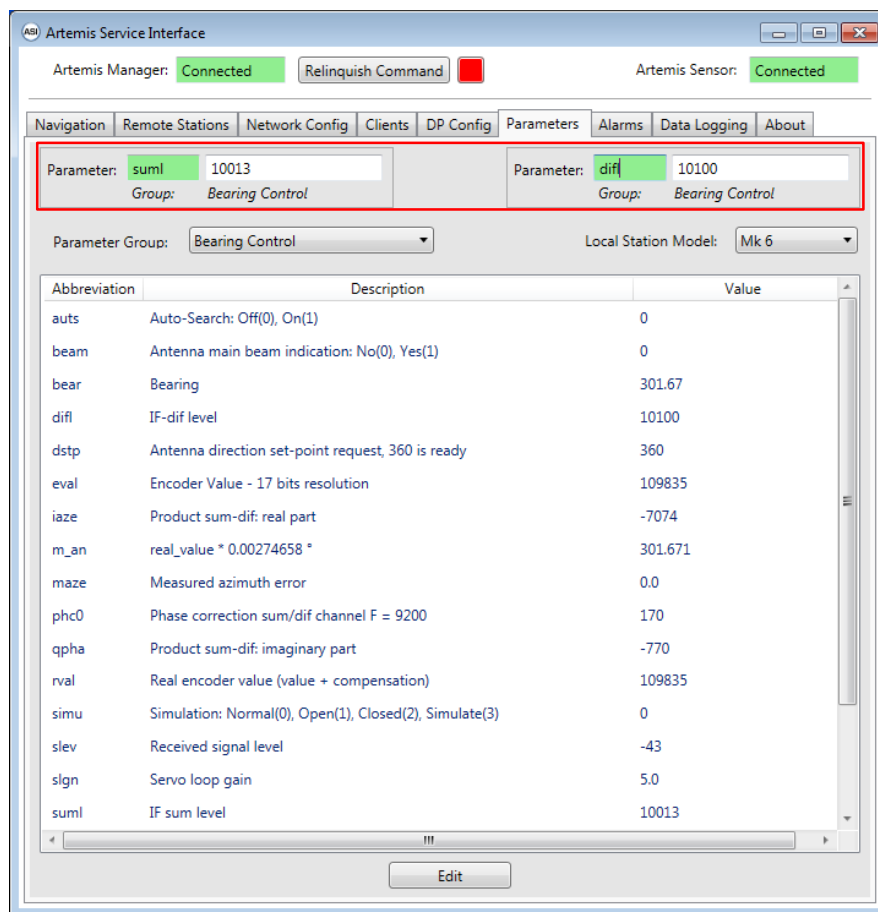 ASI Artemis Service Interface
Artemis Manager: Connected Relinquish Command Artemis Sensor: Connected
Navigation Remote Stations Network Config Clients DP Config Parameters Alarms Data Logging About
Parameter: suml 10013 Parameter: difl 10100
Group: Bearing Control Group: Bearing Control
Parameter Group: Bearing Control Local Station Model: Mk 6
Abbreviation Description Value
auts Auto-Search: Off(0), On(1) 0
beam Antenna main beam indication: No(0), Yes(1) 0
bear Bearing 301.67
difl IF-dif level 10100
dstp Antenna direction set-point request, 360 is ready 360
eval Encoder Value - 17 bits resolution 109835
iaze Product sum-dif: real part -7074
m_an real_value * 0.00274658 ° 301.671
maze Measured azimuth error 0.0
phc0 Phase correction sum/dif channel F = 9200 170
qpha Product sum-dif: imaginary part -770
rval Real encoder value (value + compensation) 109835
simu Simulation: Normal(0), Open(1), Closed(2), Simulate(3) 0
slev Received signal level -43
slgn Servo loop gain 5.0
suml IF sum level 10013
Edit